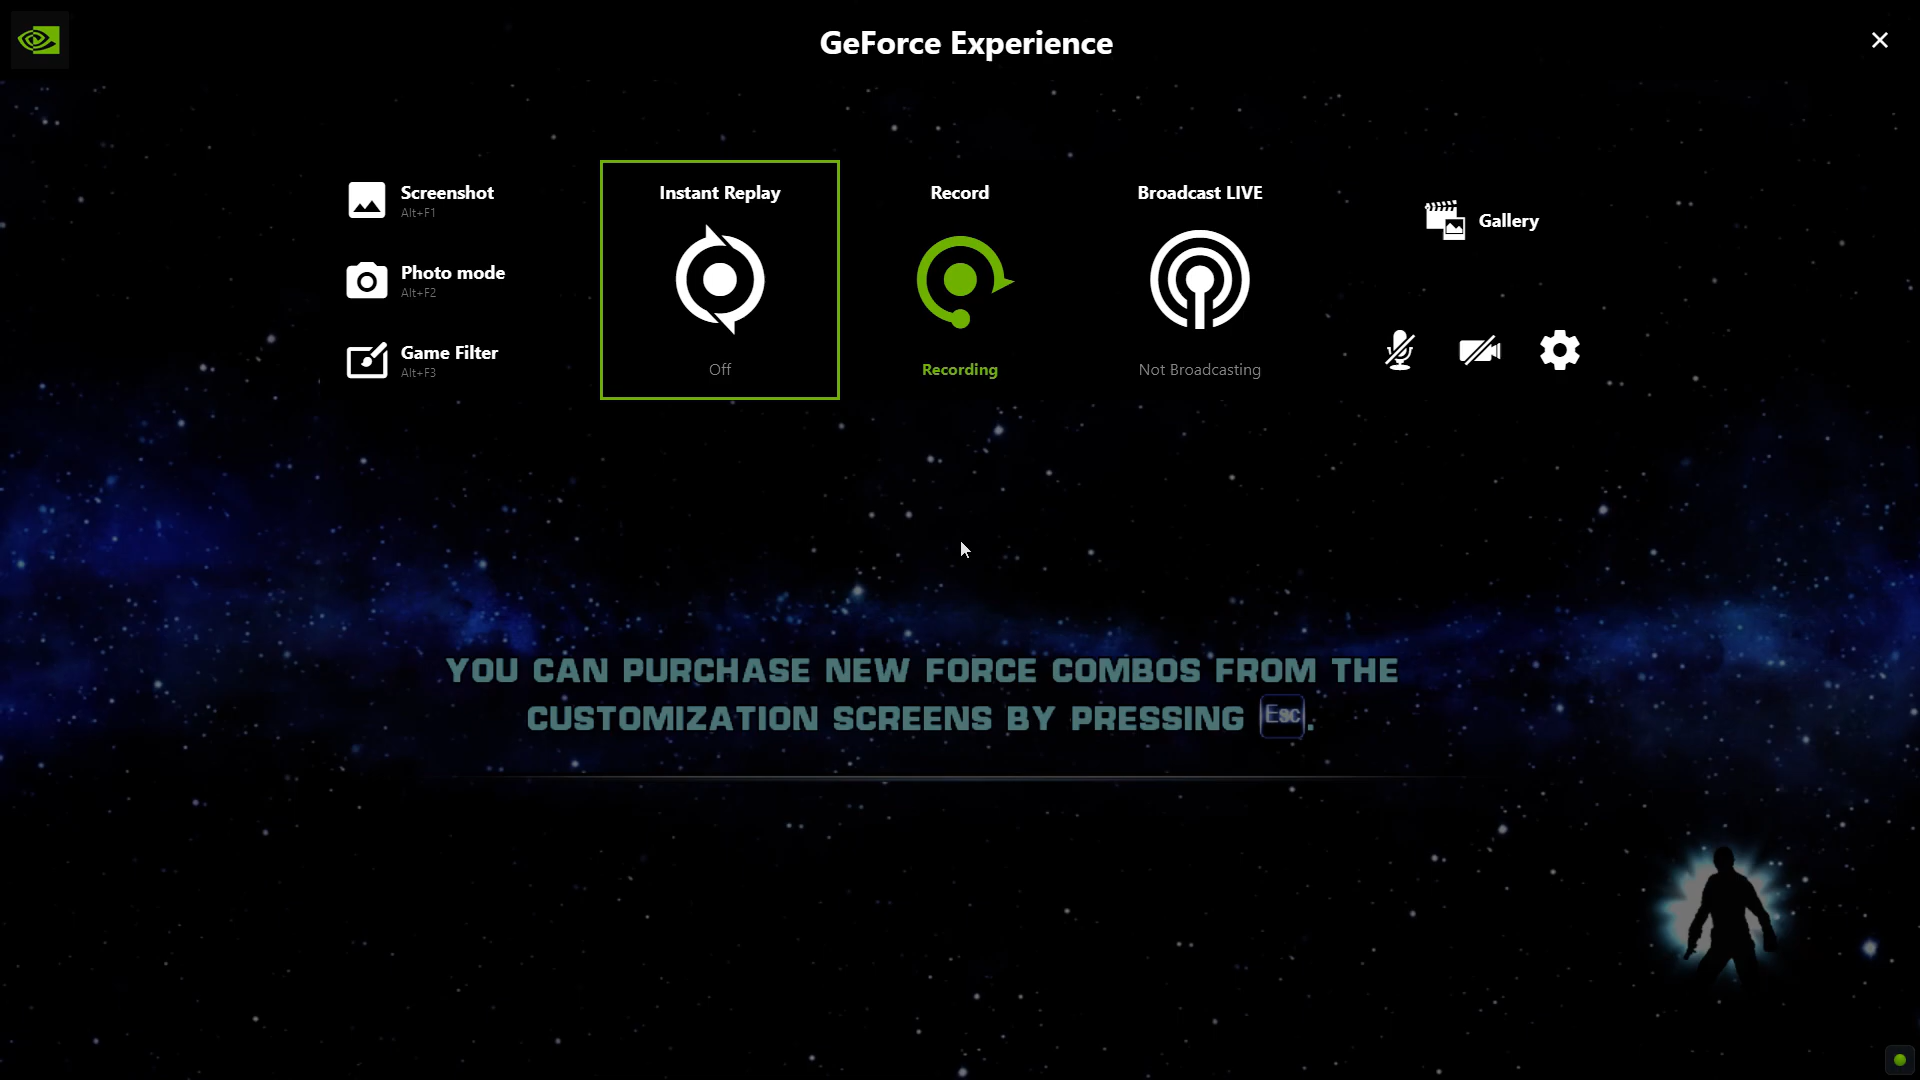 GeForce Experience
Screenshot
Alt+F1
Photo mode
Alt+F2
Game Filter
Alt+F3
Instant Replay
Off
Record
Recording
Broadcast LIVE
Not Broadcasting
Gallery
YOU CAN PURCHASE NEW FORCE COMBOS FROM THE
CUSTOMIZATION SCREENS BY PRESSING Esc.